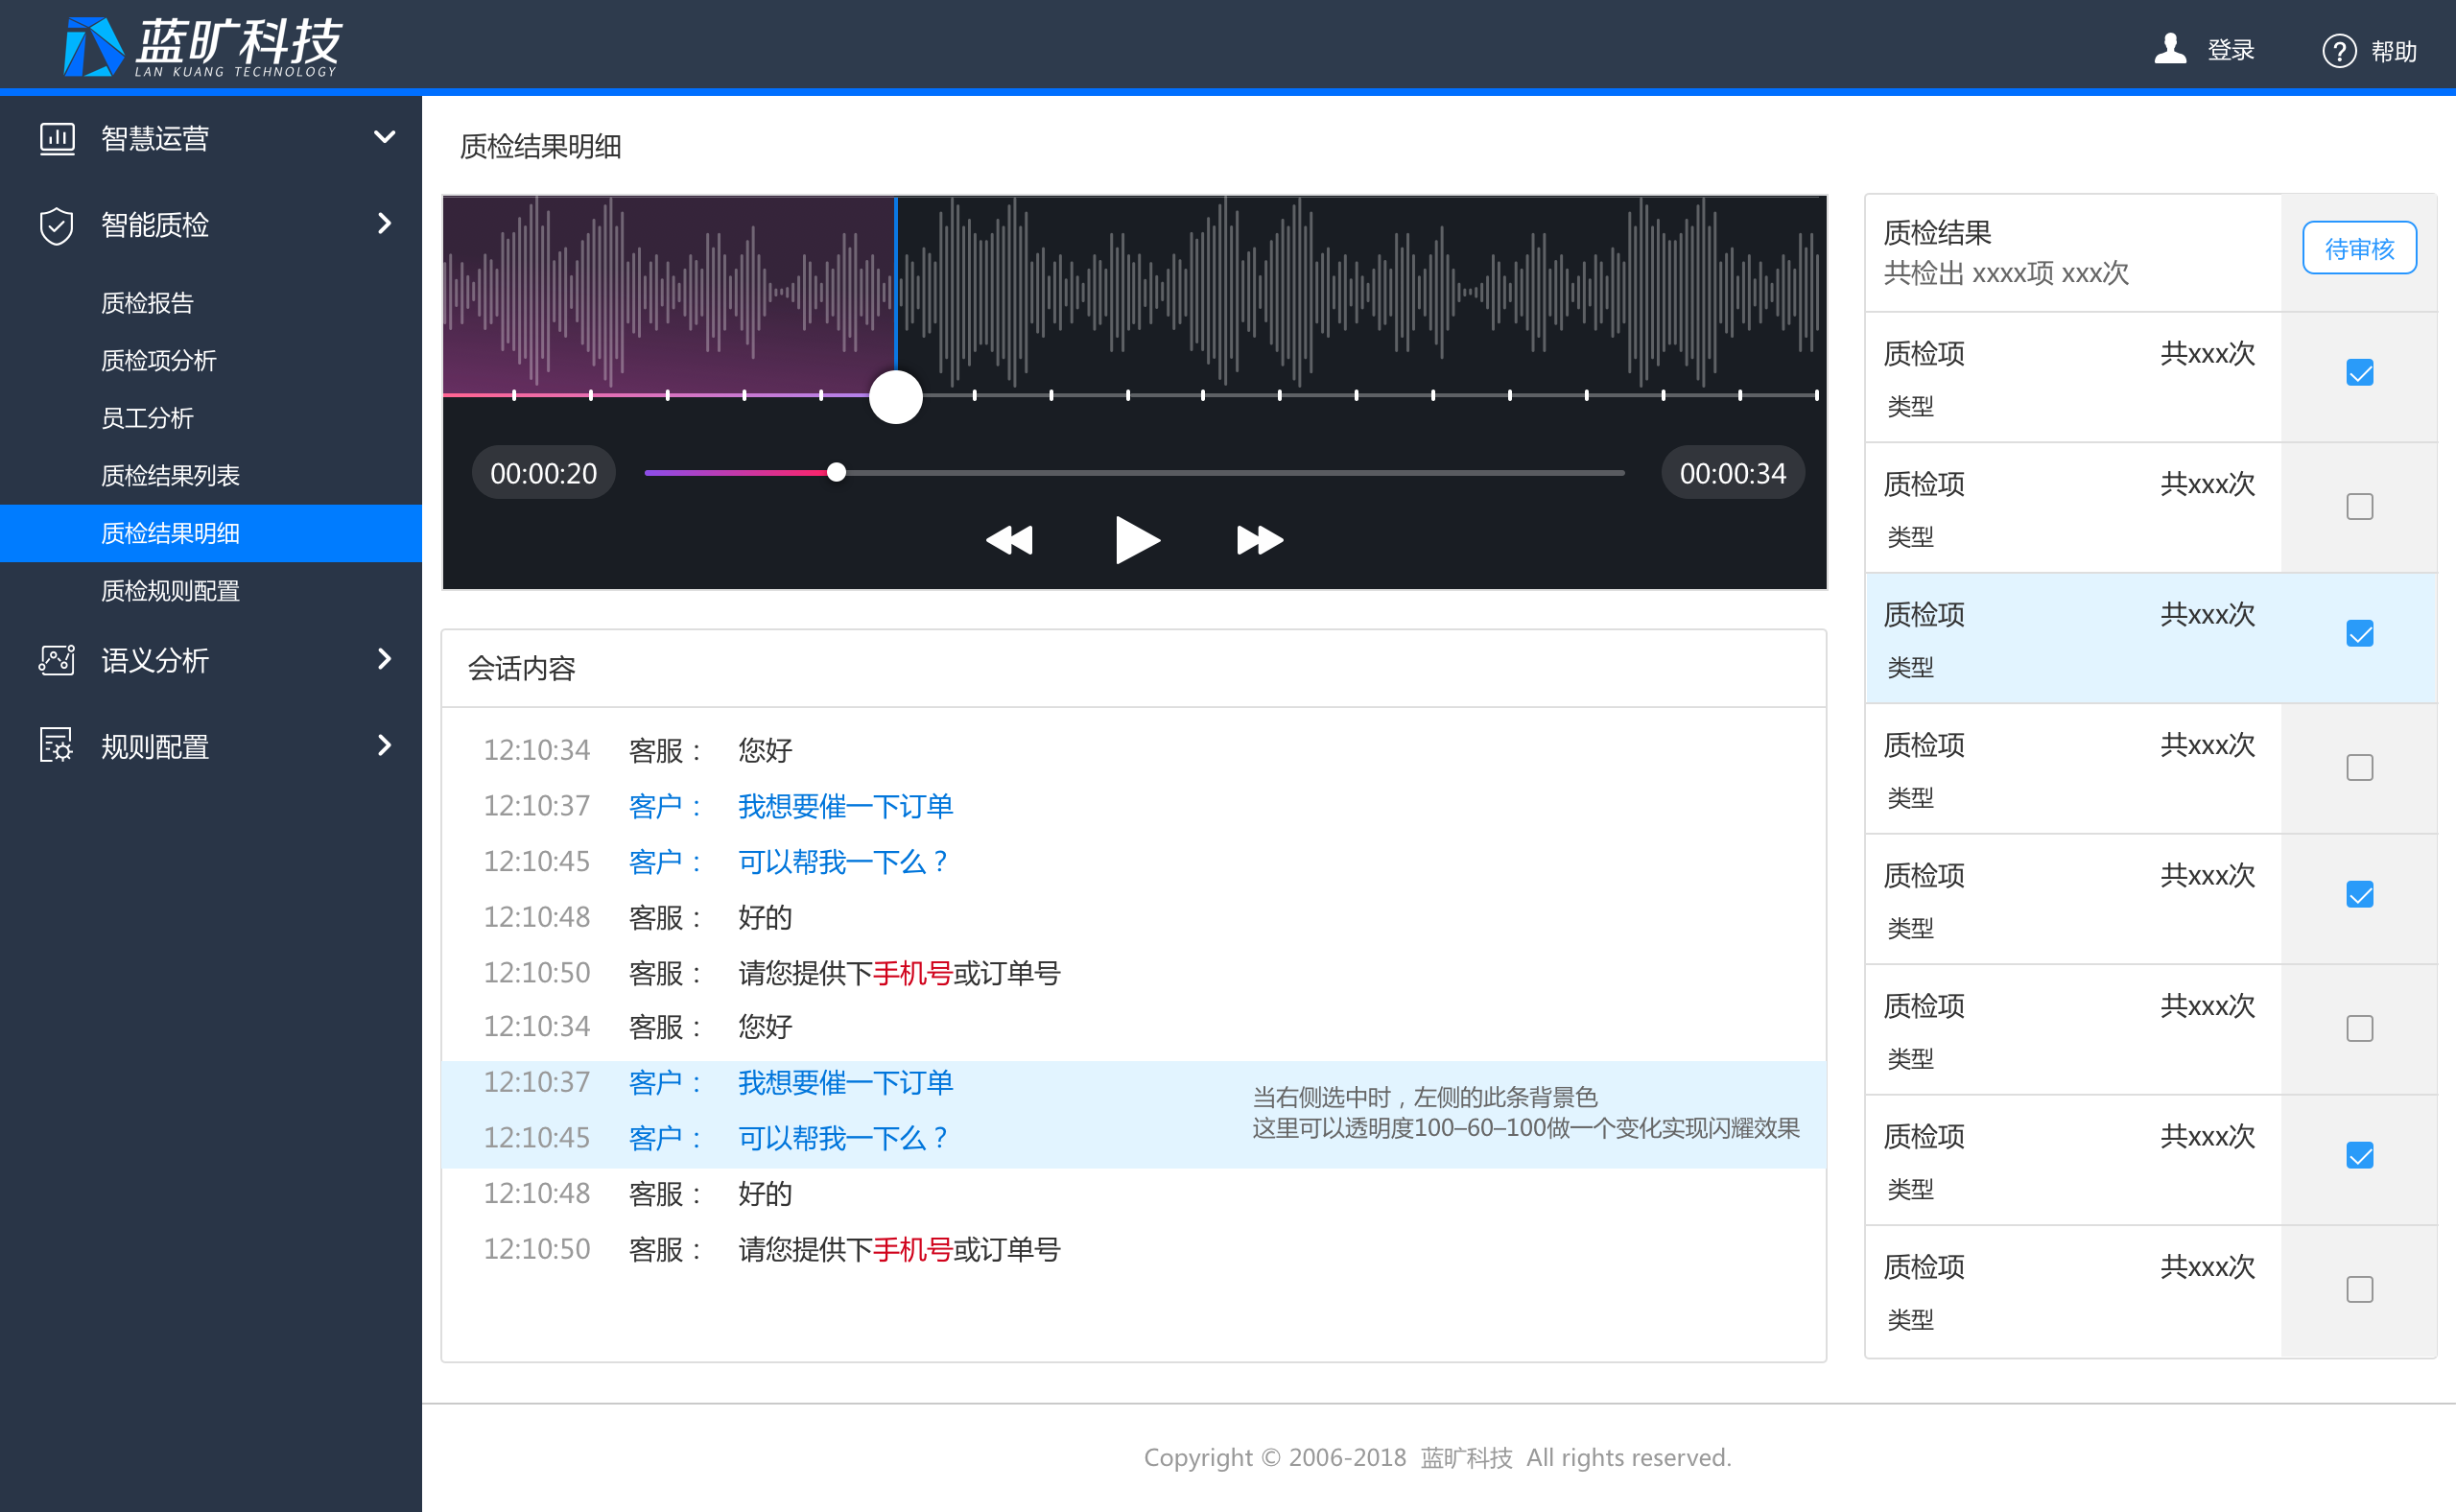 蓝旷科技
LAN KUANG TECHNOLOGY
登录
帮助
智慧运营
智能质检
质检报告
质检项分析
员工分析
质检结果列表
质检结果明细
质检规则配置
语义分析
规则配置
质检结果明细
00:00:20
00:00:34
会话内容
12:10:34 客服： 您好
12:10:37 客户： 我想要催一下订单
12:10:45 客户： 可以帮我一下么？
12:10:48 客服： 好的
12:10:50 客服： 请您提供下手机号或订单号
12:10:34 客服： 您好
12:10:37 客户： 我想要催一下订单
12:10:45 客户： 可以帮我一下么？
当右侧选中时，左侧的此条背景色
这里可以透明度100–60–100做一个变化实现闪耀效果
12:10:48 客服： 好的
12:10:50 客服： 请您提供下手机号或订单号
质检结果
共检出 xxxx项 xxx次
待审核
质检项 共xxx次
类型
质检项 共xxx次
类型
质检项 共xxx次
类型
质检项 共xxx次
类型
质检项 共xxx次
类型
质检项 共xxx次
类型
质检项 共xxx次
类型
质检项 共xxx次
类型
Copyright © 2006-2018 蓝旷科技 All rights reserved.